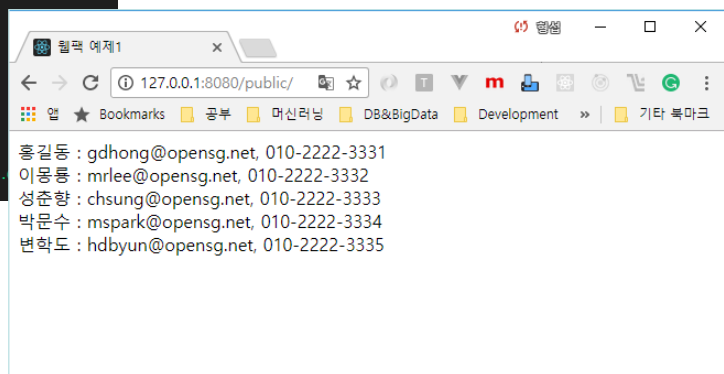 형섭
웹팩 예제1
127.0.0.1:8080/public/
앱 Bookmarks 공부 머신러닝 DB&BigData Development » 기타 북마크
홍길동 : gdhong@opensg.net, 010-2222-3331
이몽룡 : mrlee@opensg.net, 010-2222-3332
성춘향 : chsung@opensg.net, 010-2222-3333
박문수 : mspark@opensg.net, 010-2222-3334
변학도 : hdbyun@opensg.net, 010-2222-3335